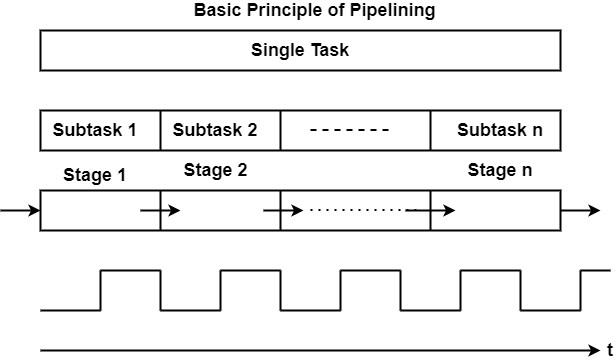 Basic Principle of Pipelining
Single Task
Subtask 1 Subtask 2 ------- Subtask n
Stage 1 Stage 2 Stage n
t